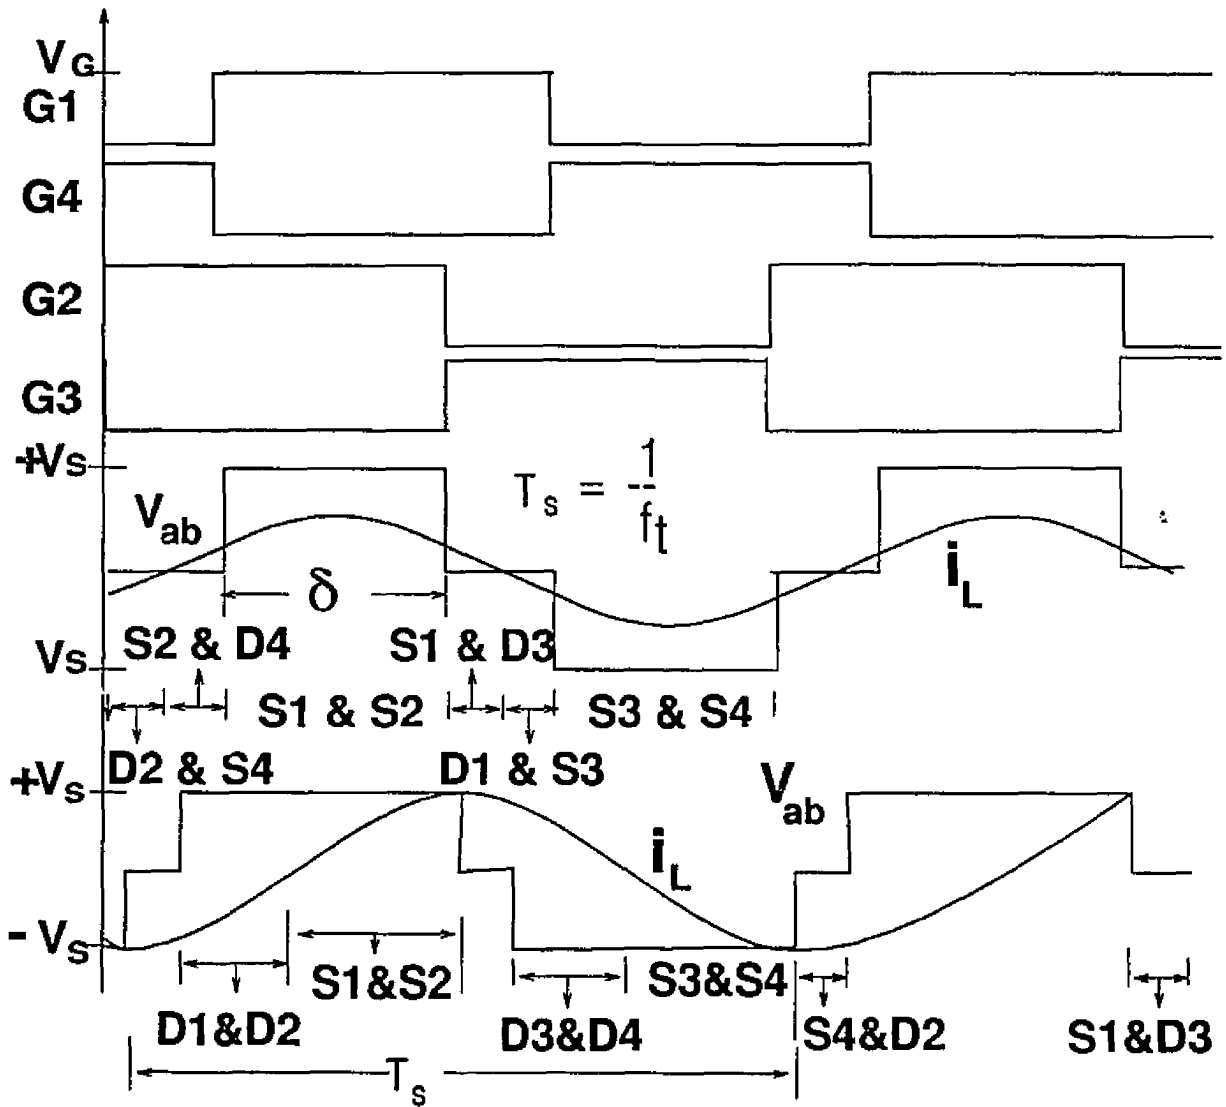 VG
G1
G4
G2
G3
+Vs
Vab
Ts = 1/ft
iL
δ
S2 & D4
S1 & D3
Vs
S1 & S2
S3 & S4
D2 & S4
D1 & S3
+Vs
Vab
iL
- Vs
S1&S2
S3&S4
D1&D2
D3&D4
S4&D2
S1&D3
Ts